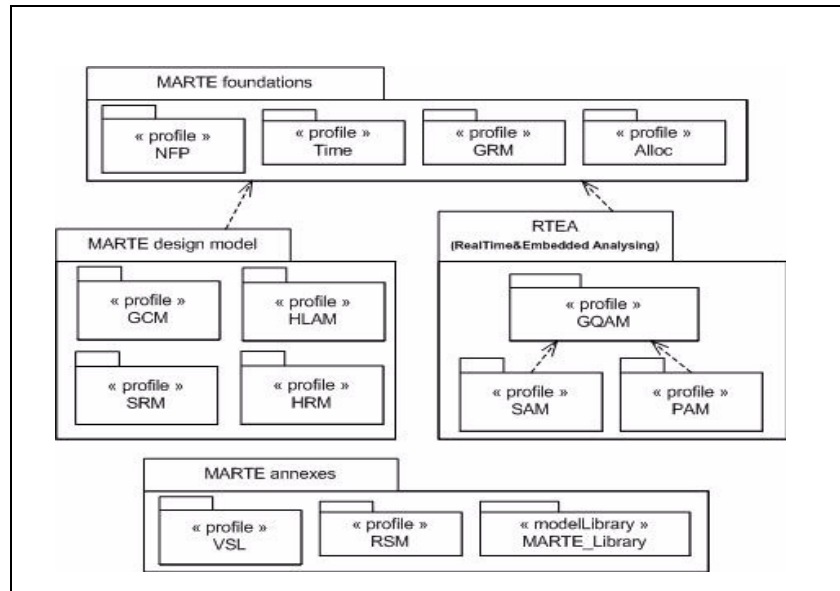 MARTE foundations
« profile »
NFP
« profile »
Time
« profile »
GRM
« profile »
Alloc
MARTE design model
« profile »
GCM
« profile »
HLAM
« profile »
SRM
« profile »
HRM
RTEA
(RealTime&Embedded Analysing)
« profile »
GQAM
« profile »
SAM
« profile »
PAM
MARTE annexes
« profile »
VSL
« profile »
RSM
« modelLibrary »
MARTE_Library